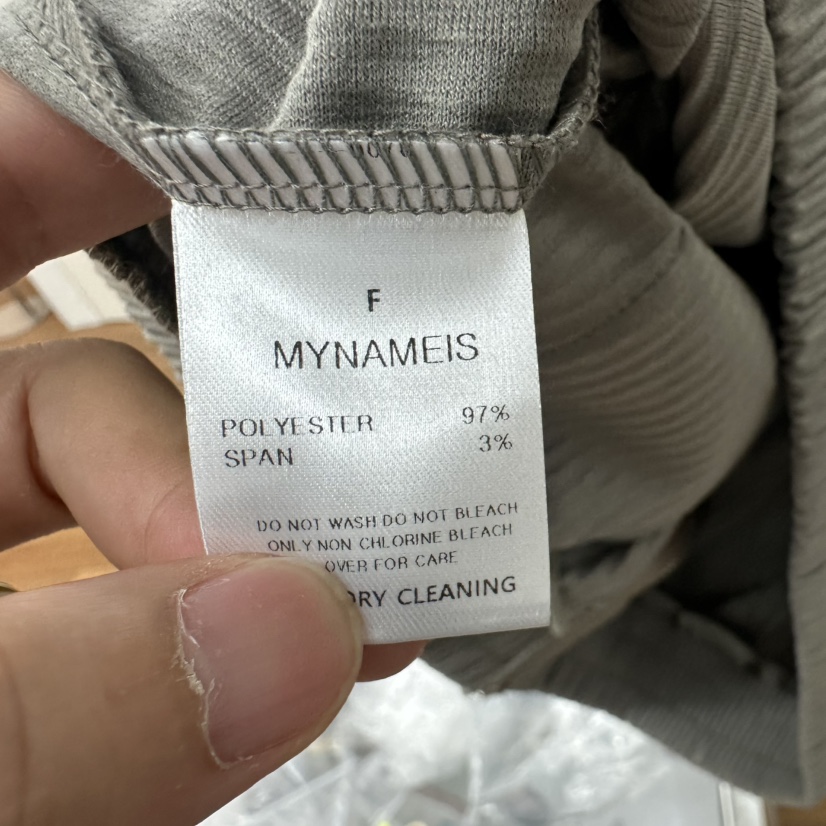 F
MYNAMEIS
POLYESTER 97%
SPAN 3%
DO NOT WASH DO NOT BLEACH
ONLY NON CHLORINE BLEACH
OVER FOR CARE
DRY CLEANING